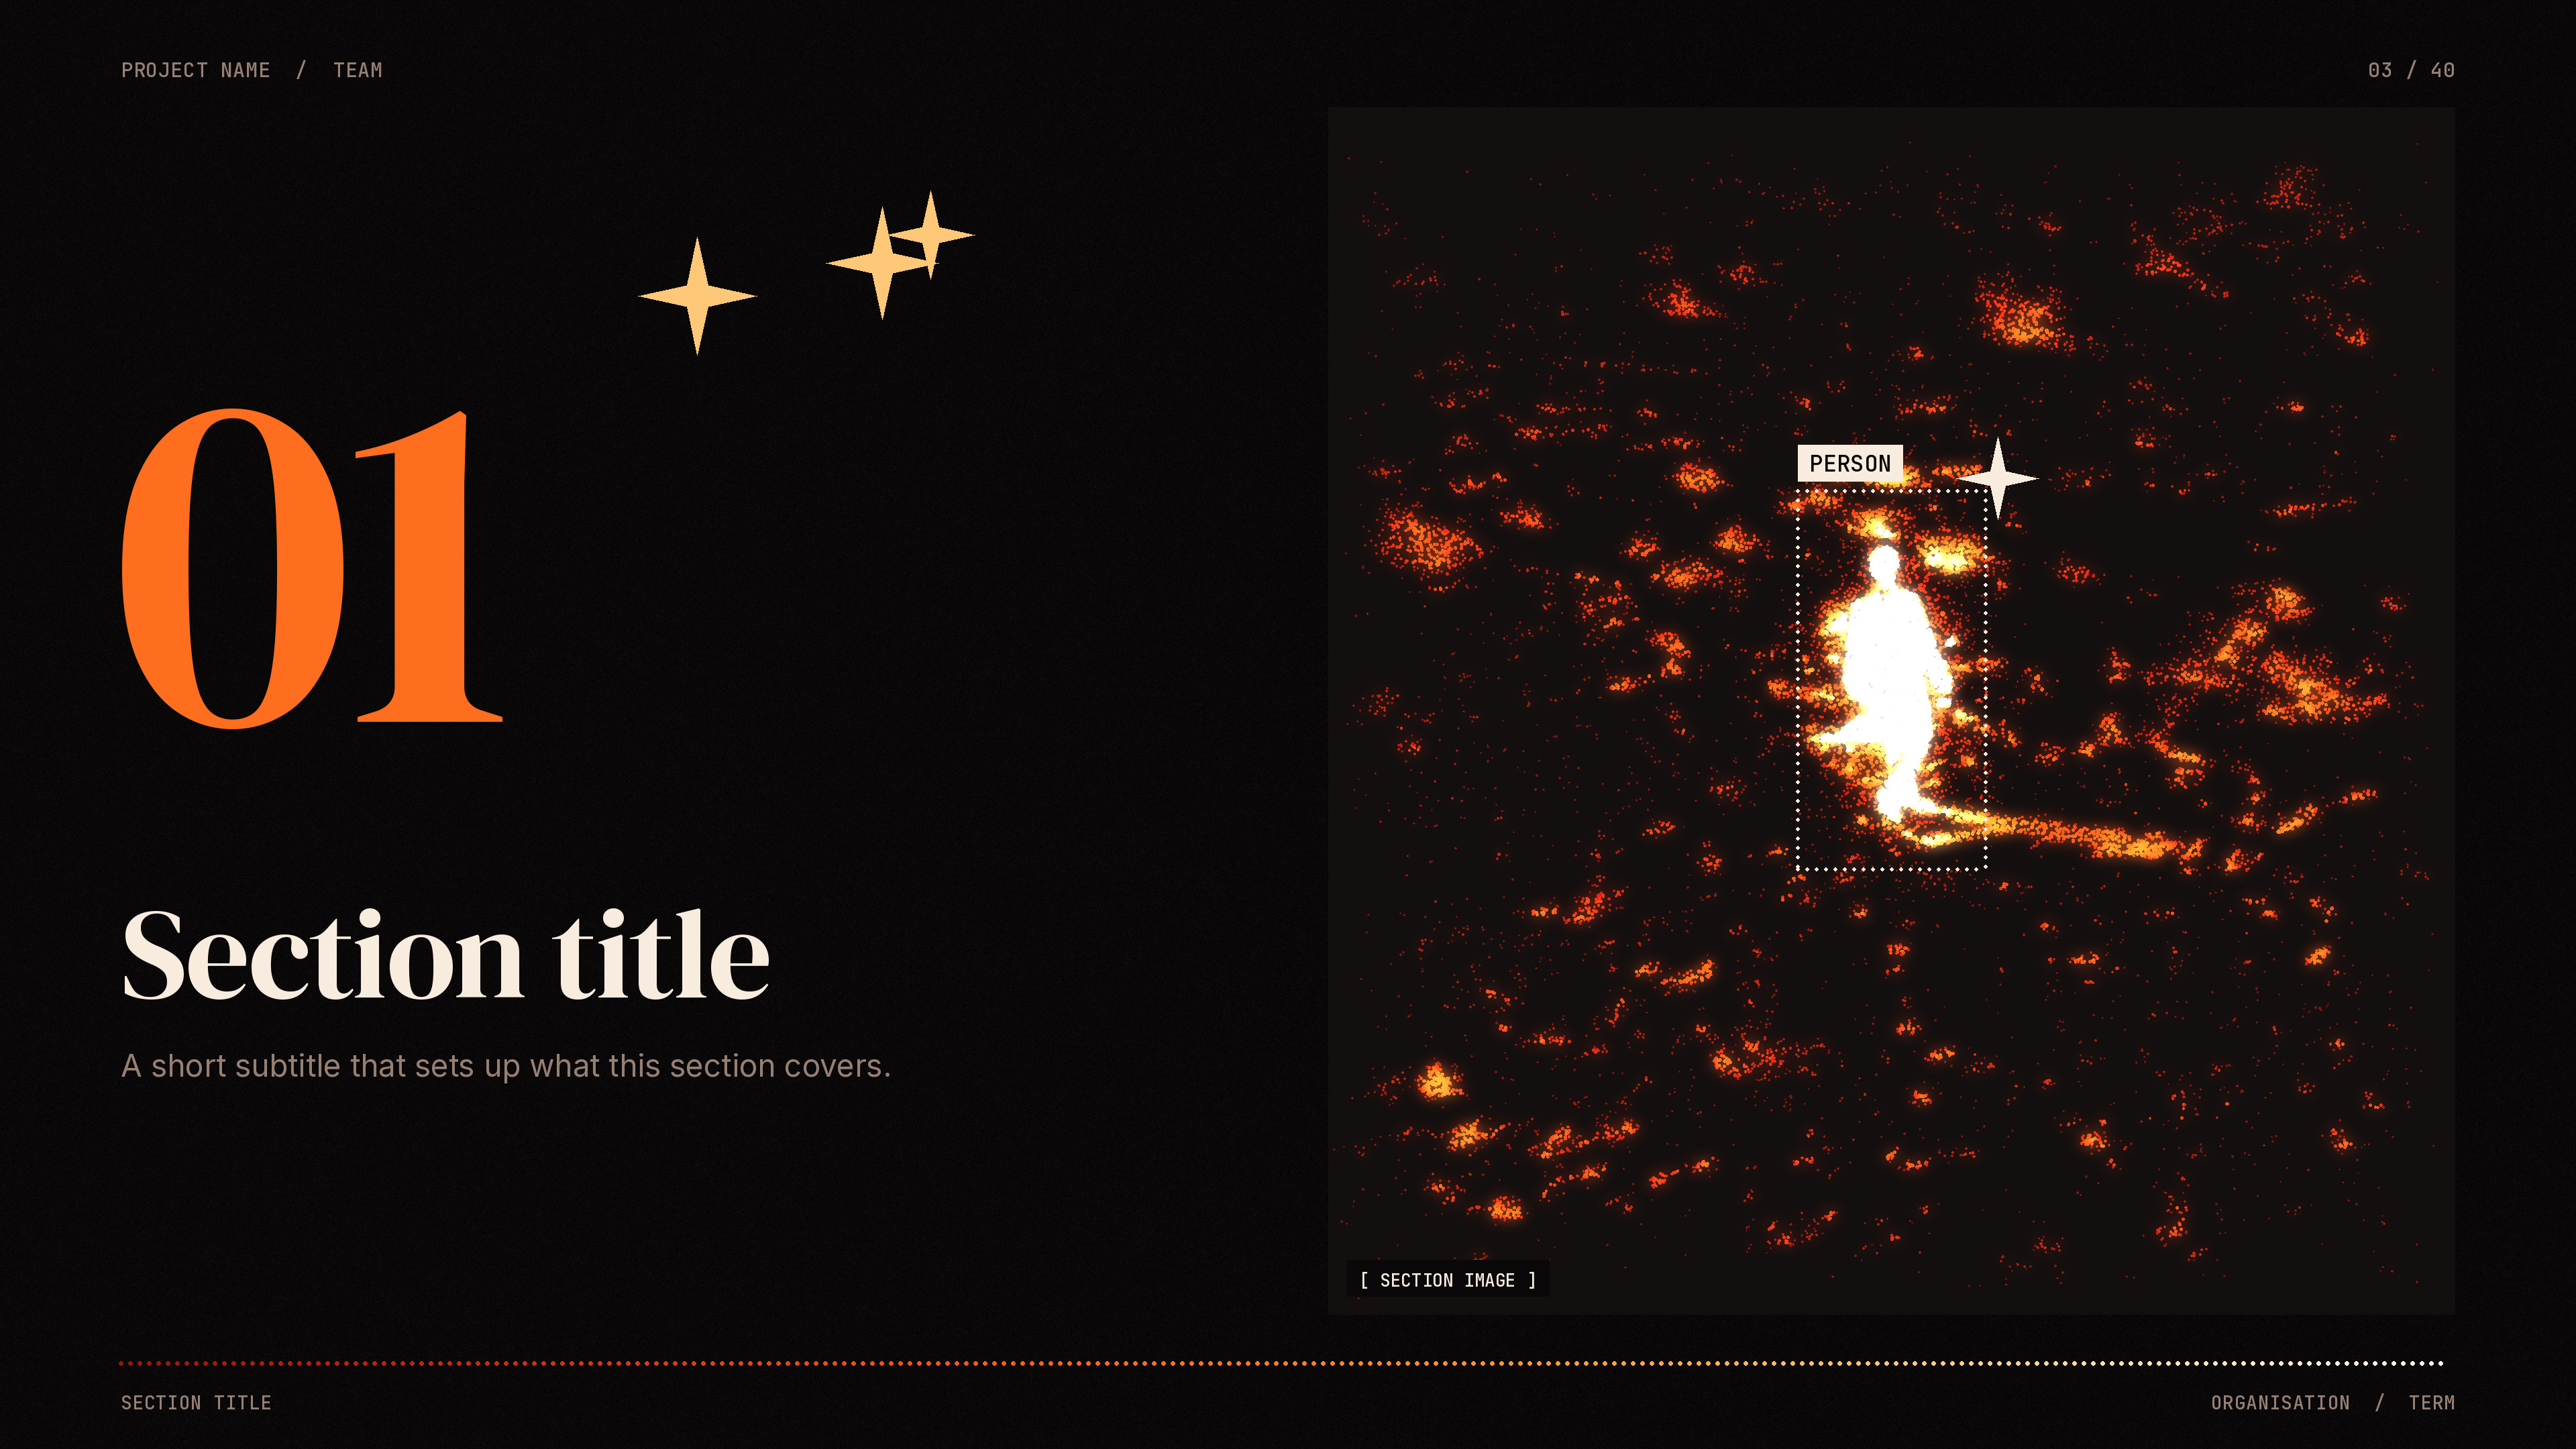 PROJECT NAME / TEAM
03 / 40
01
Section title
A short subtitle that sets up what this section covers.
PERSON
[ SECTION IMAGE ]
SECTION TITLE
ORGANISATION / TERM